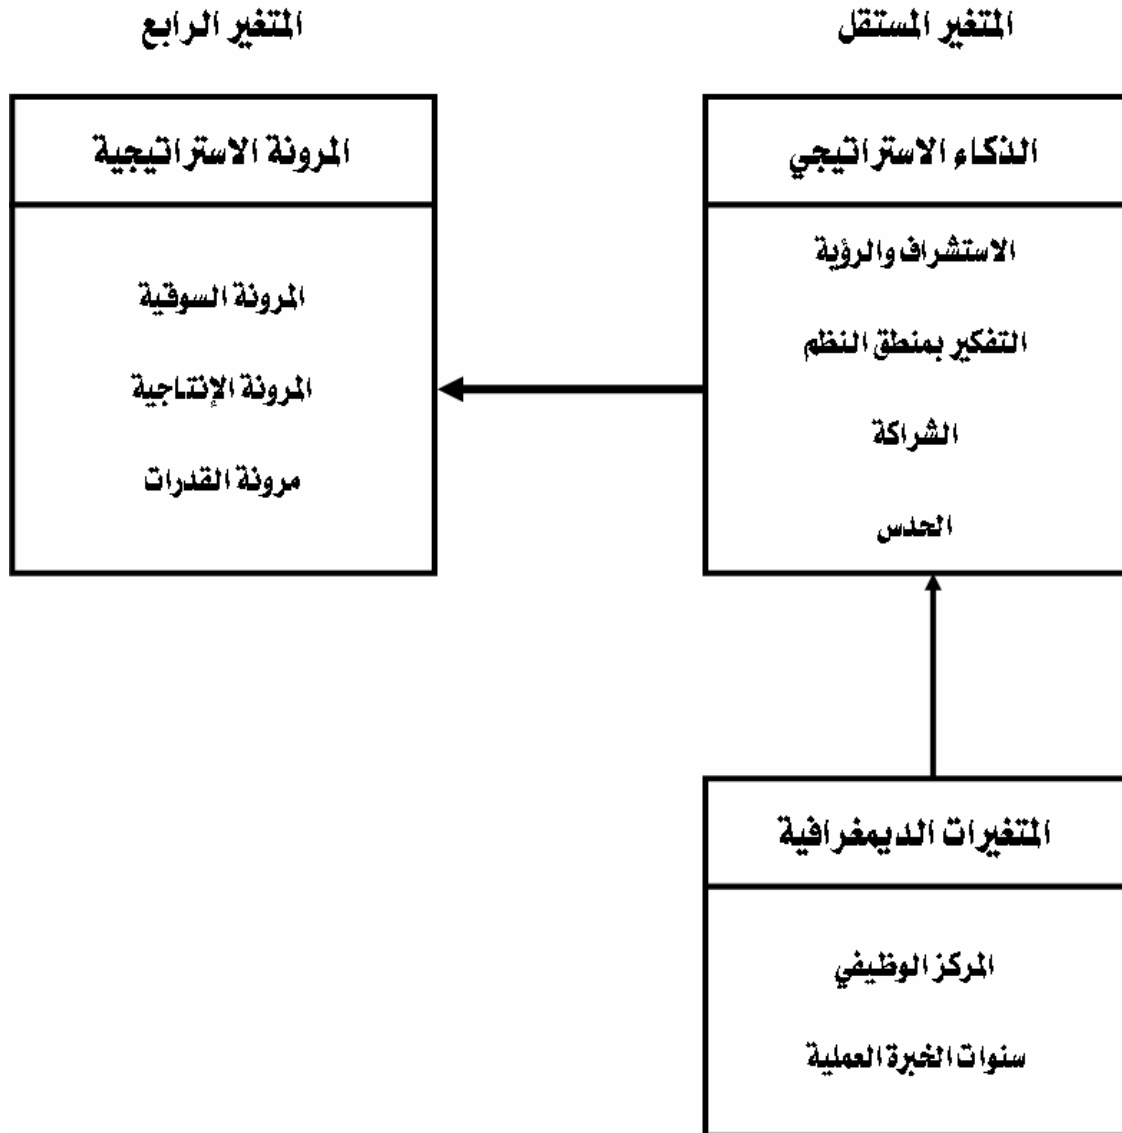 المتغير المستقل
المتغير الرابع
الذكاء الاستراتيجي
الاستشراف والرؤية
التفكير بمنطق النظم
الشراكة
الحدس
المرونة الاستراتيجية
المرونة السوقية
المرونة الإنتاجية
مرونة القدرات
المتغيرات الديمغرافية
المركز الوظيفي
سنوات الخبرة العملية